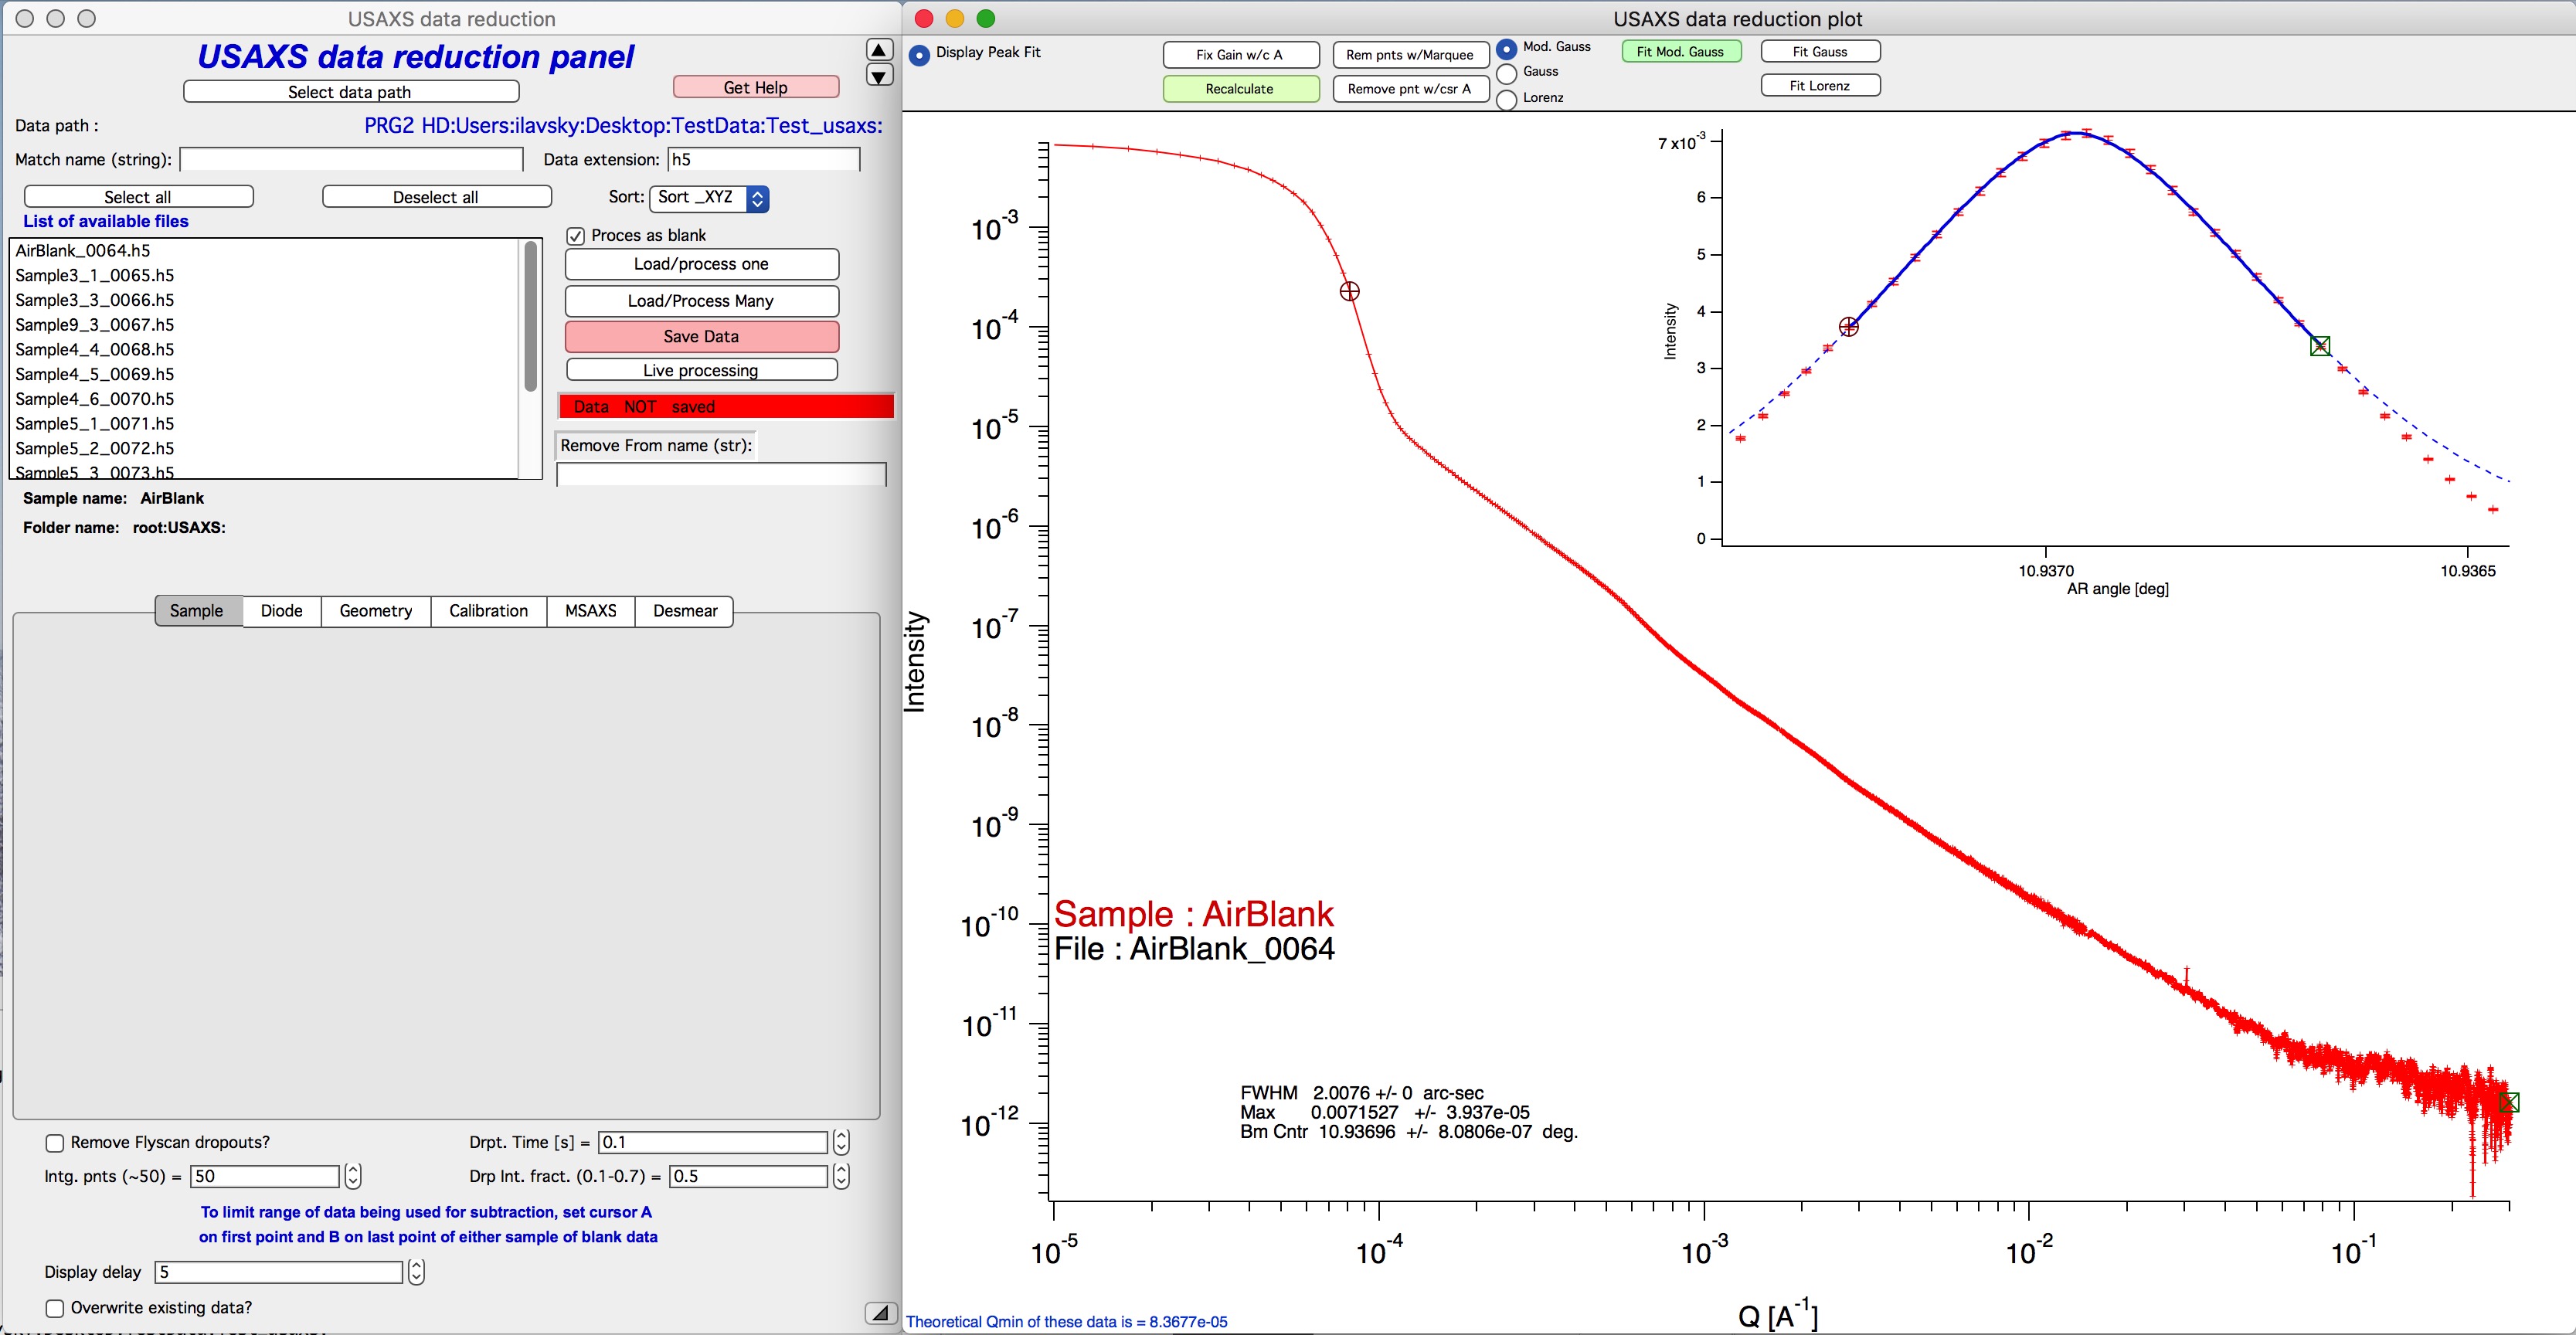 USAXS data reduction
USAXS data reduction panel
Select data path
Get Help
Data path :
PRG2 HD:Users:ilavsky:Desktop:TestData:Test_usaxs:
Match name (string):
Data extension: h5
Select all
Deselect all
Sort: Sort _XYZ
List of available files
AirBlank_0064.h5
Sample3_1_0065.h5
Sample3_3_0066.h5
Sample9_3_0067.h5
Sample4_4_0068.h5
Sample4_5_0069.h5
Sample4_6_0070.h5
Sample5_1_0071.h5
Sample5_2_0072.h5
Sample5_3_0073.h5
Proces as blank
Load/process one
Load/Process Many
Save Data
Live processing
Data NOT saved
Remove From name (str):
Sample name: AirBlank
Folder name: root:USAXS:
Sample Diode Geometry Calibration MSAXS Desmear
Remove Flyscan dropouts?
Drpt. Time [s] = 0.1
Intg. pnts (~50) = 50
Drp Int. fract. (0.1-0.7) = 0.5
To limit range of data being used for subtraction, set cursor A
on first point and B on last point of either sample of blank data
Display delay 5
Overwrite existing data?
USAXS data reduction plot
Display Peak Fit
Fix Gain w/c A
Recalculate
Rem pnts w/Marquee
Remove pnt w/csr A
Mod. Gauss
Gauss
Lorenz
Fit Mod. Gauss
Fit Gauss
Fit Lorenz
Intensity
10^-3
10^-4
10^-5
10^-6
10^-7
10^-8
10^-9
10^-10
10^-11
10^-12
7 x10^-3
6
5
4
3
2
1
0
Intensity
10.9370
10.9365
AR angle [deg]
Sample : AirBlank
File : AirBlank_0064
FWHM 2.0076 +/- 0 arc-sec
Max 0.0071527 +/- 3.937e-05
Bm Cntr 10.93696 +/- 8.0806e-07 deg.
10^-5
10^-4
10^-3
10^-2
10^-1
Q [A^-1]
Theoretical Qmin of these data is = 8.3677e-05